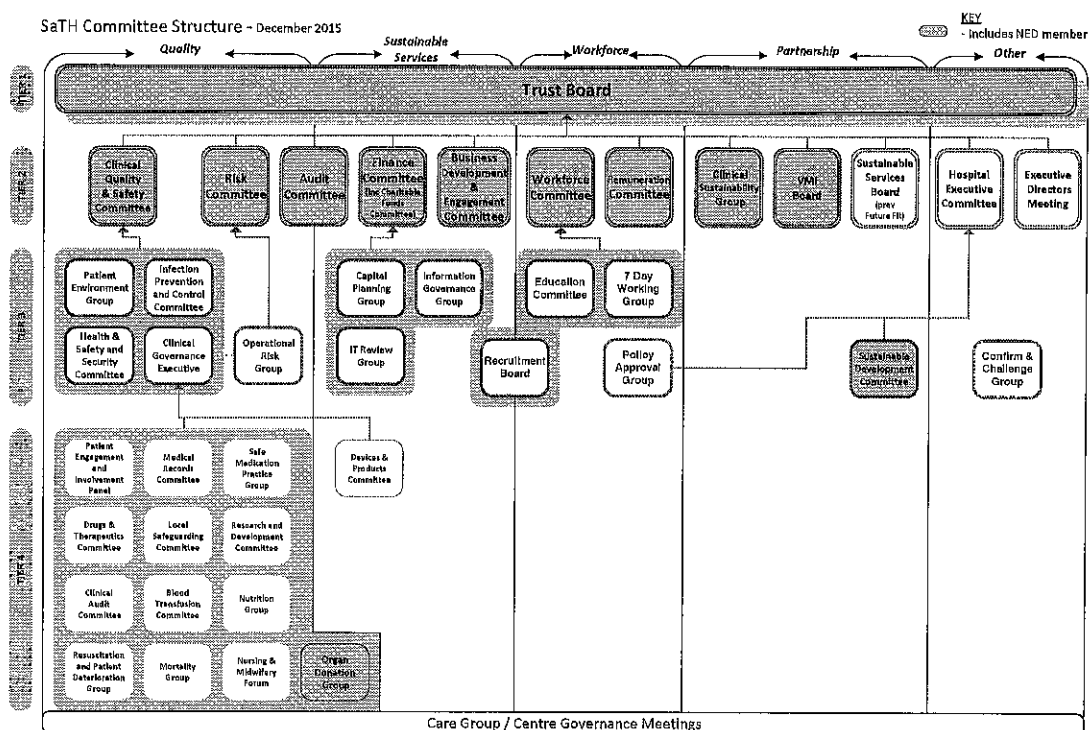 SaTH Committee Structure – December 2015
KEY
- Includes NED member
Quality
Sustainable
Services
Workforce
Partnership
Other
TIER 1
Trust Board
TIER 2
Clinical
Quality
& Safety
Committee
Risk
Committee
Audit
Committee
Finance
Committee
(Inc Charitable
Funds
Committee)
Business
Development
&
Engagement
Committee
Workforce
Committee
Remuneration
Committee
Clinical
Sustainability
Group
VMI
Board
Sustainable
Services
Board
(prev
Future Fit)
Hospital
Executive
Committee
Executive
Directors
Meeting
TIER 3
Patient
Environment
Group
Infection
Prevention
and Control
Committee
Capital
Planning
Group
Information
Governance
Group
Education
Committee
7 Day
Working
Group
Health &
Safety and
Security
Committee
Clinical
Governance
Executive
Operational
Risk
Group
IT Review
Group
Recruitment
Board
Policy
Approval
Group
Sustainable
Development
Committee
Confirm &
Challenge
Group
TIER 4
Patient
Engagement
and
Involvement
Panel
Medical
Records
Committee
Safe
Medication
Practice
Group
Devices &
Products
Committee
Drugs &
Therapeutics
Committee
Local
Safeguarding
Committee
Research and
Development
Committee
Clinical
Audit
Committee
Blood
Transfusion
Committee
Nutrition
Group
Resuscitation
and Patient
Deterioration
Group
Mortality
Group
Nursing &
Midwifery
Forum
Organ
Donation
Group
Care Group / Centre Governance Meetings